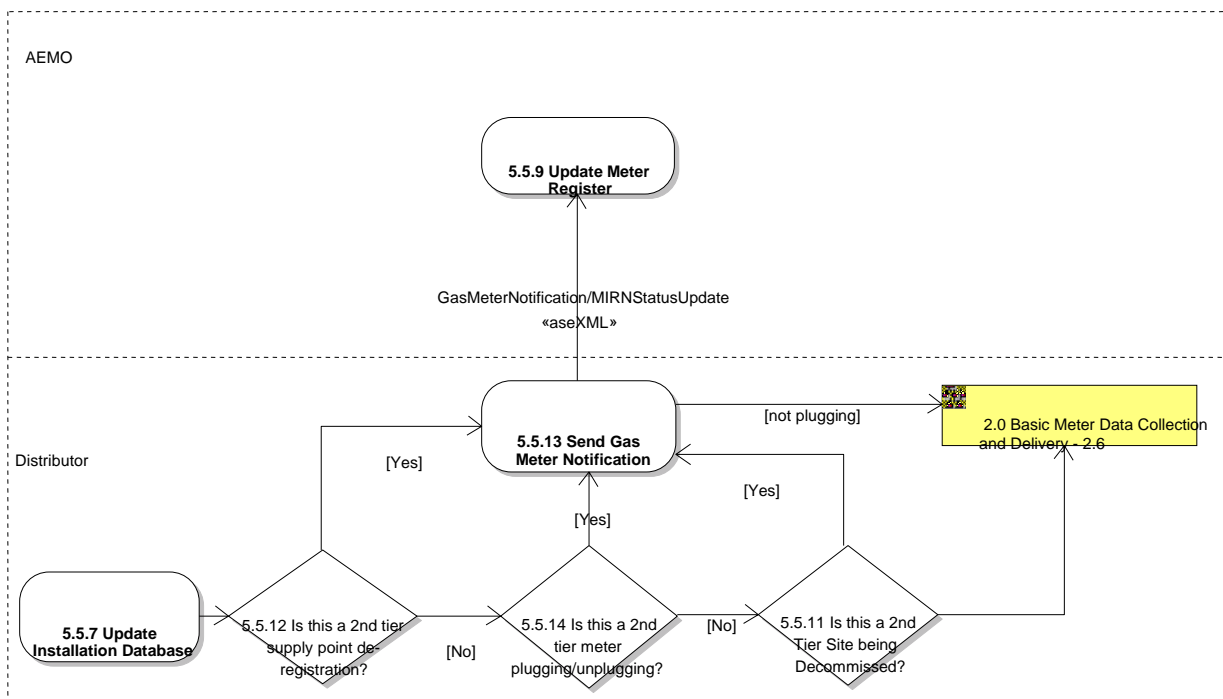 AEMO
5.5.9 Update Meter
Register
GasMeterNotification/MIRNStatusUpdate
«aseXML»
Distributor
5.5.13 Send Gas
Meter Notification
[not plugging]
2.0 Basic Meter Data Collection
and Delivery - 2.6
[Yes]
[Yes]
[Yes]
5.5.7 Update
Installation Database
5.5.12 Is this a 2nd tier
supply point de-
registration?
[No]
5.5.14 Is this a 2nd
tier meter
plugging/unplugging?
[No]
5.5.11 Is this a 2nd
Tier Site being
Decommissed?